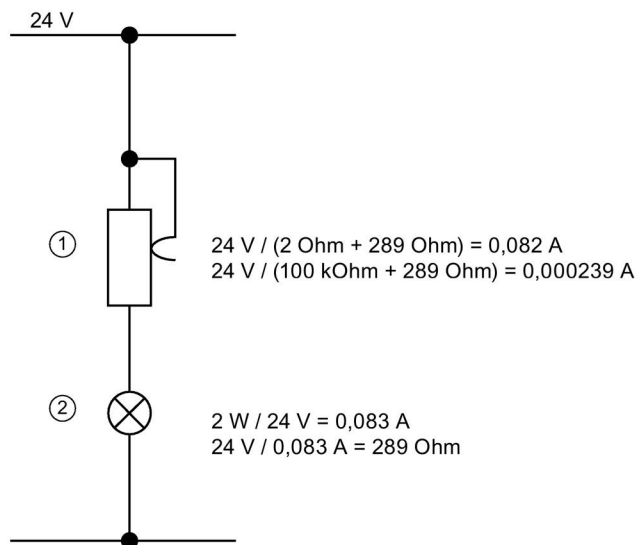 24 V
1
24 V / (2 Ohm + 289 Ohm) = 0,082 A
24 V / (100 kOhm + 289 Ohm) = 0,000239 A
2
2 W / 24 V = 0,083 A
24 V / 0,083 A = 289 Ohm